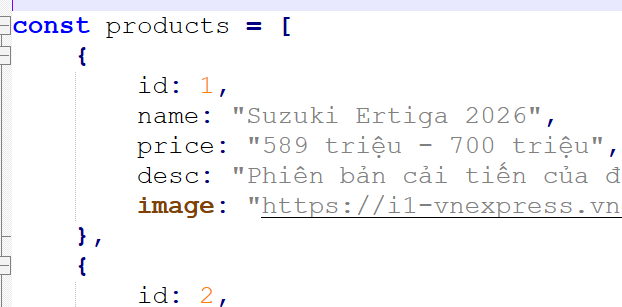 const products = [
{
id: 1,
name: "Suzuki Ertiga 2026",
price: "589 triệu - 700 triệu",
desc: "Phiên bản cải tiến của đ
image: "https://i1-vnexpress.vn
},
{
id: 2,